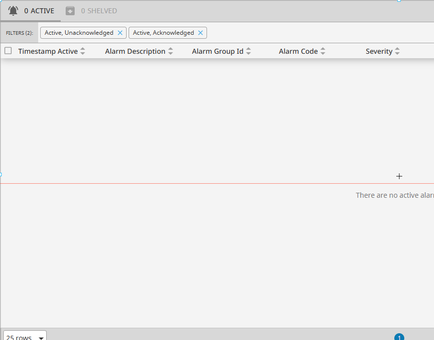 0 ACTIVE 0 SHELVED
FILTERS (2): Active, Unacknowledged Active, Acknowledged
Timestamp Active Alarm Description Alarm Group Id Alarm Code Severity
There are no active alar
25 rows 1